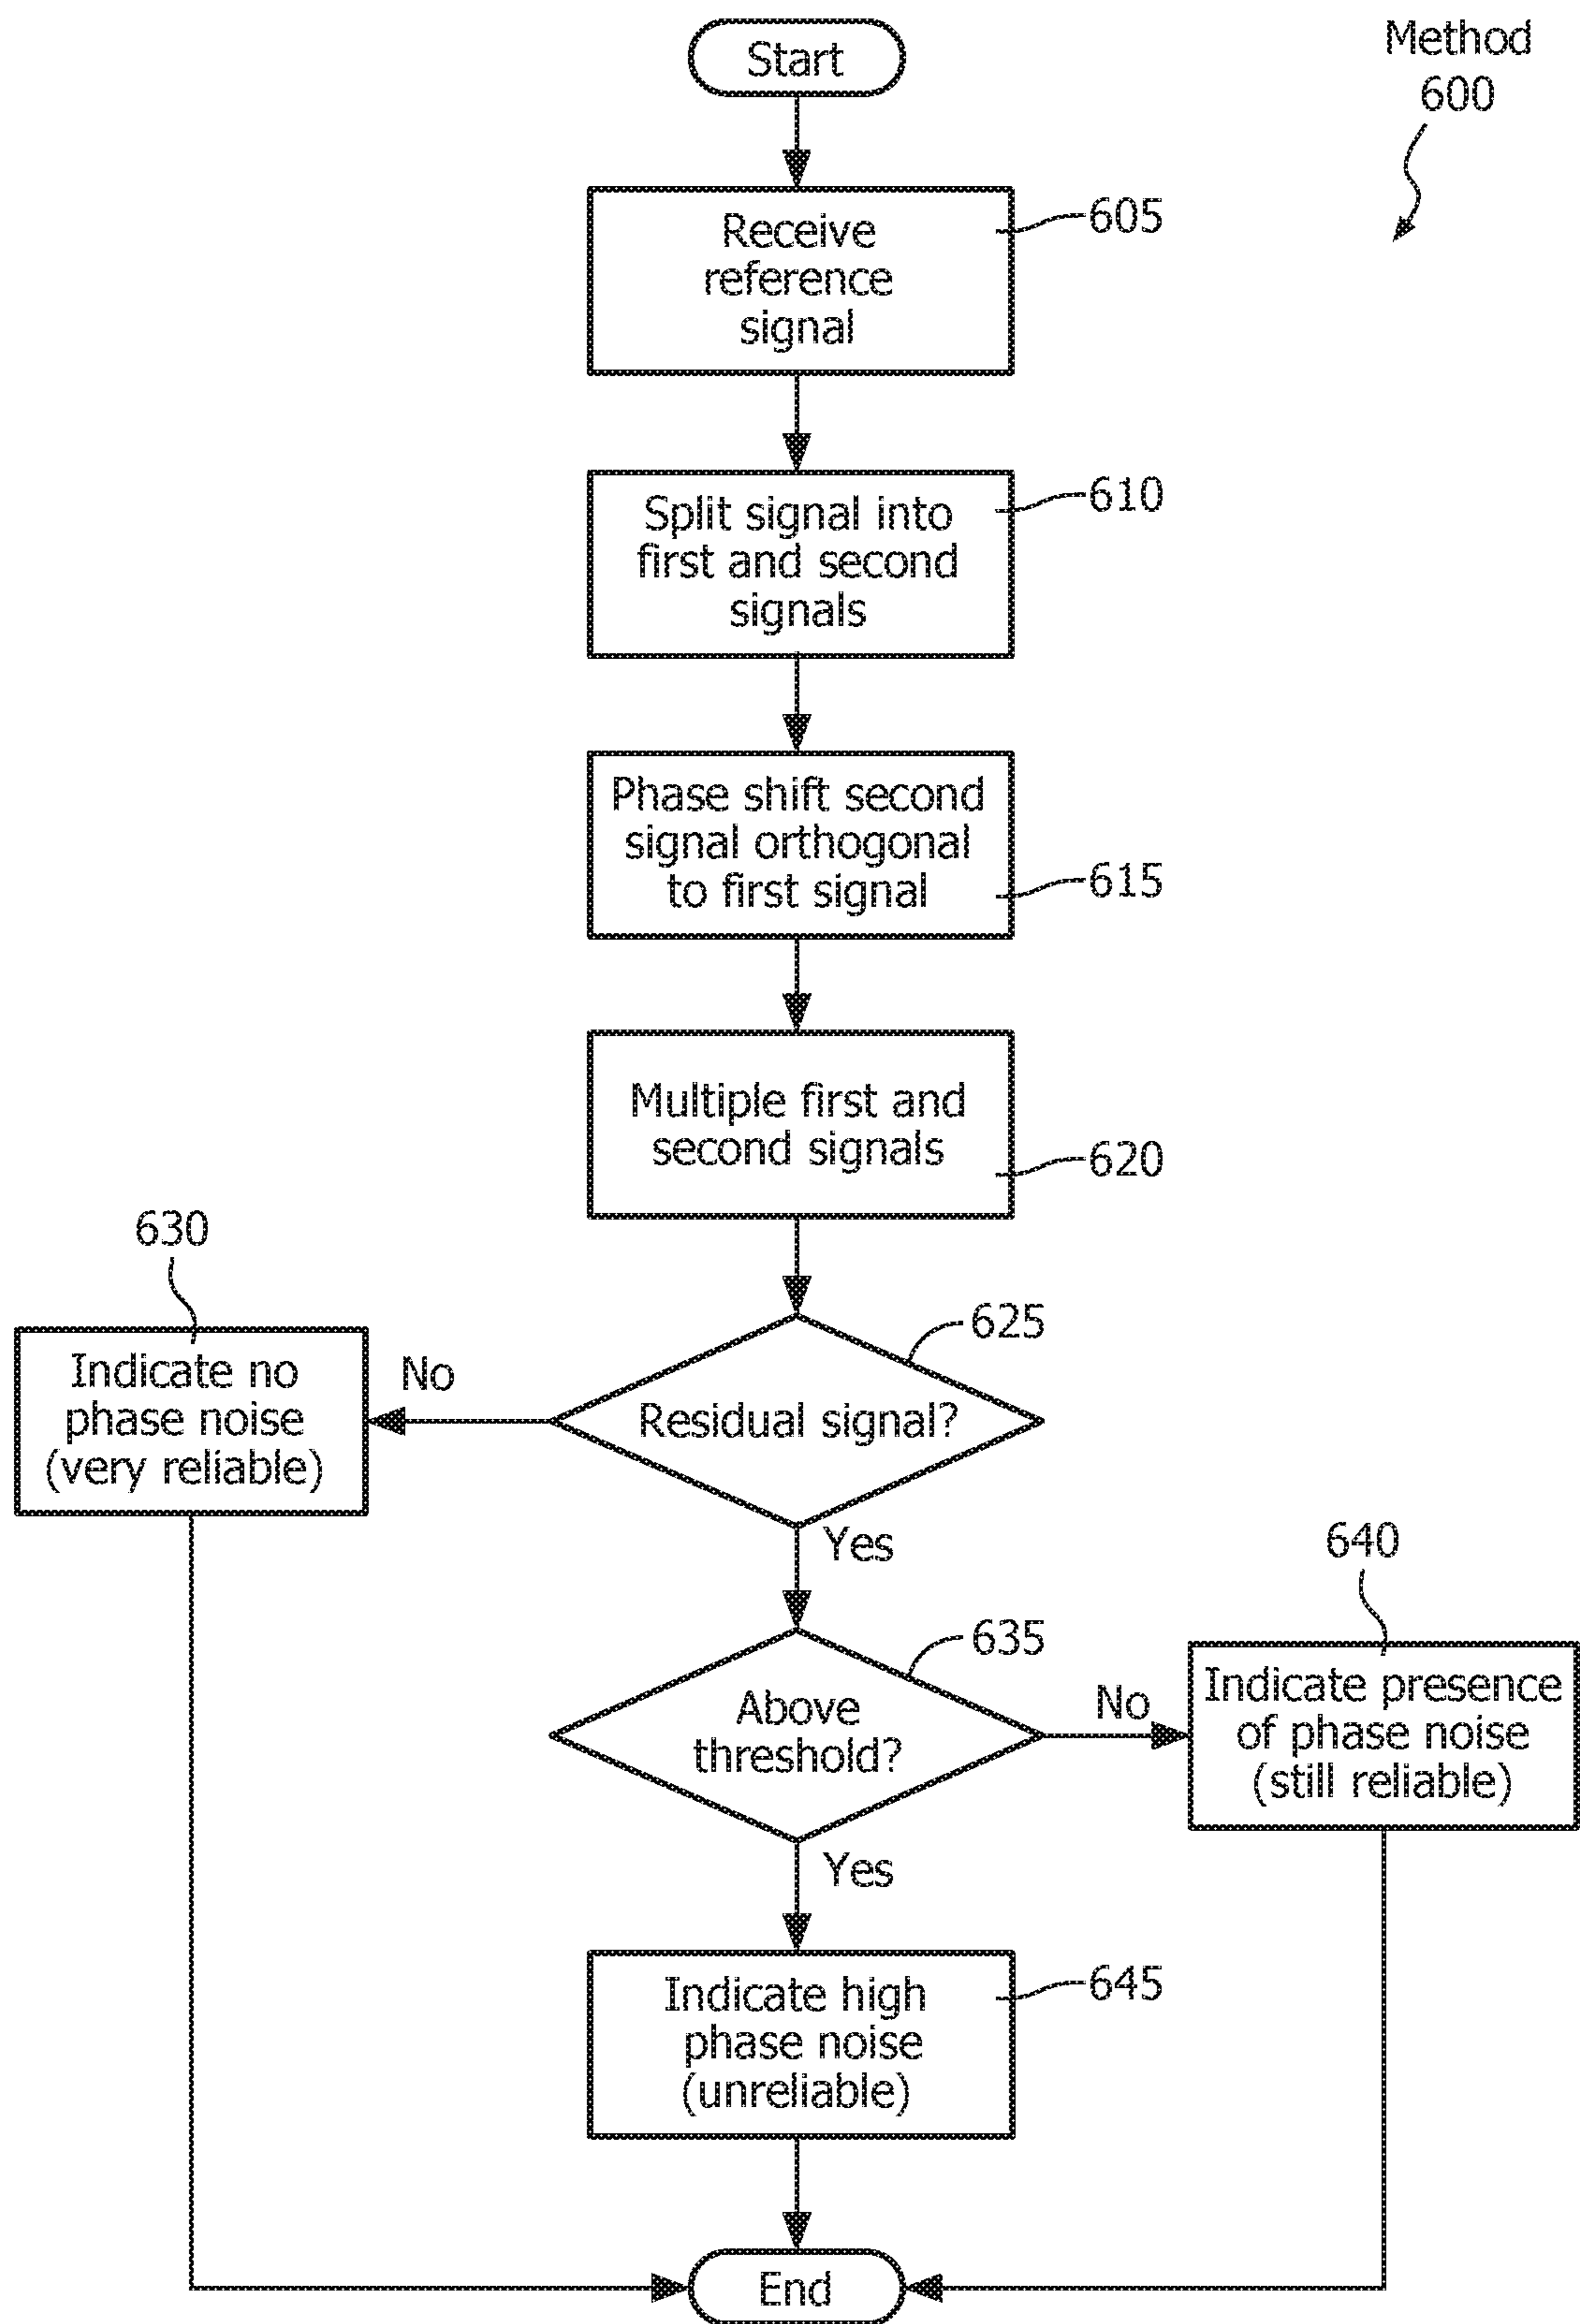 Start
Method
600
Receive
reference
signal
605
Split signal into
first and second
signals
610
Phase shift second
signal orthogonal
to first signal
615
Multiple first and
second signals
620
630
Indicate no
phase noise
(very reliable)
No
625
Residual signal?
Yes
640
635
Above
threshold?
No
Indicate presence
of phase noise
(still reliable)
Yes
Indicate high
phase noise
(unreliable)
645
End